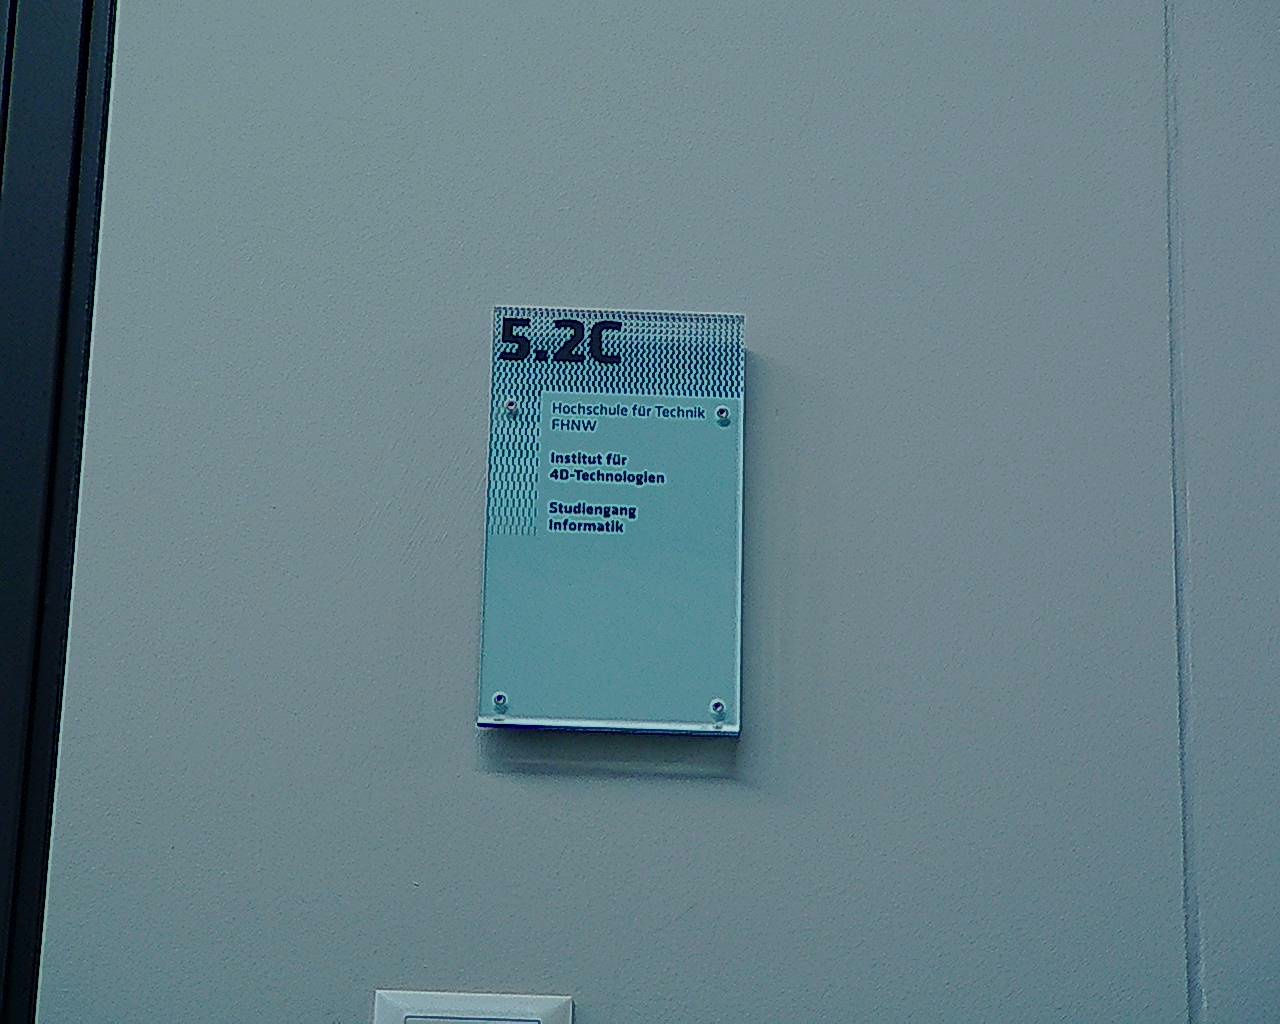 5.2C
Hochschule für Technik
FHNW
Institut für
4D-Technologien
Studiengang
Informatik